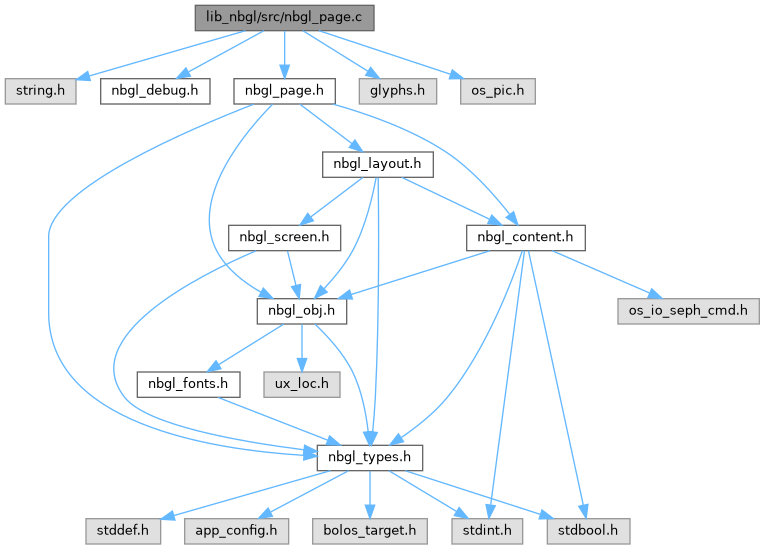 lib_nbgl/src/nbgl_page.c
string.h
nbgl_debug.h
nbgl_page.h
glyphs.h
os_pic.h
nbgl_layout.h
nbgl_screen.h
nbgl_content.h
nbgl_obj.h
os_io_seph_cmd.h
nbgl_fonts.h
ux_loc.h
nbgl_types.h
stddef.h
app_config.h
bolos_target.h
stdint.h
stdbool.h